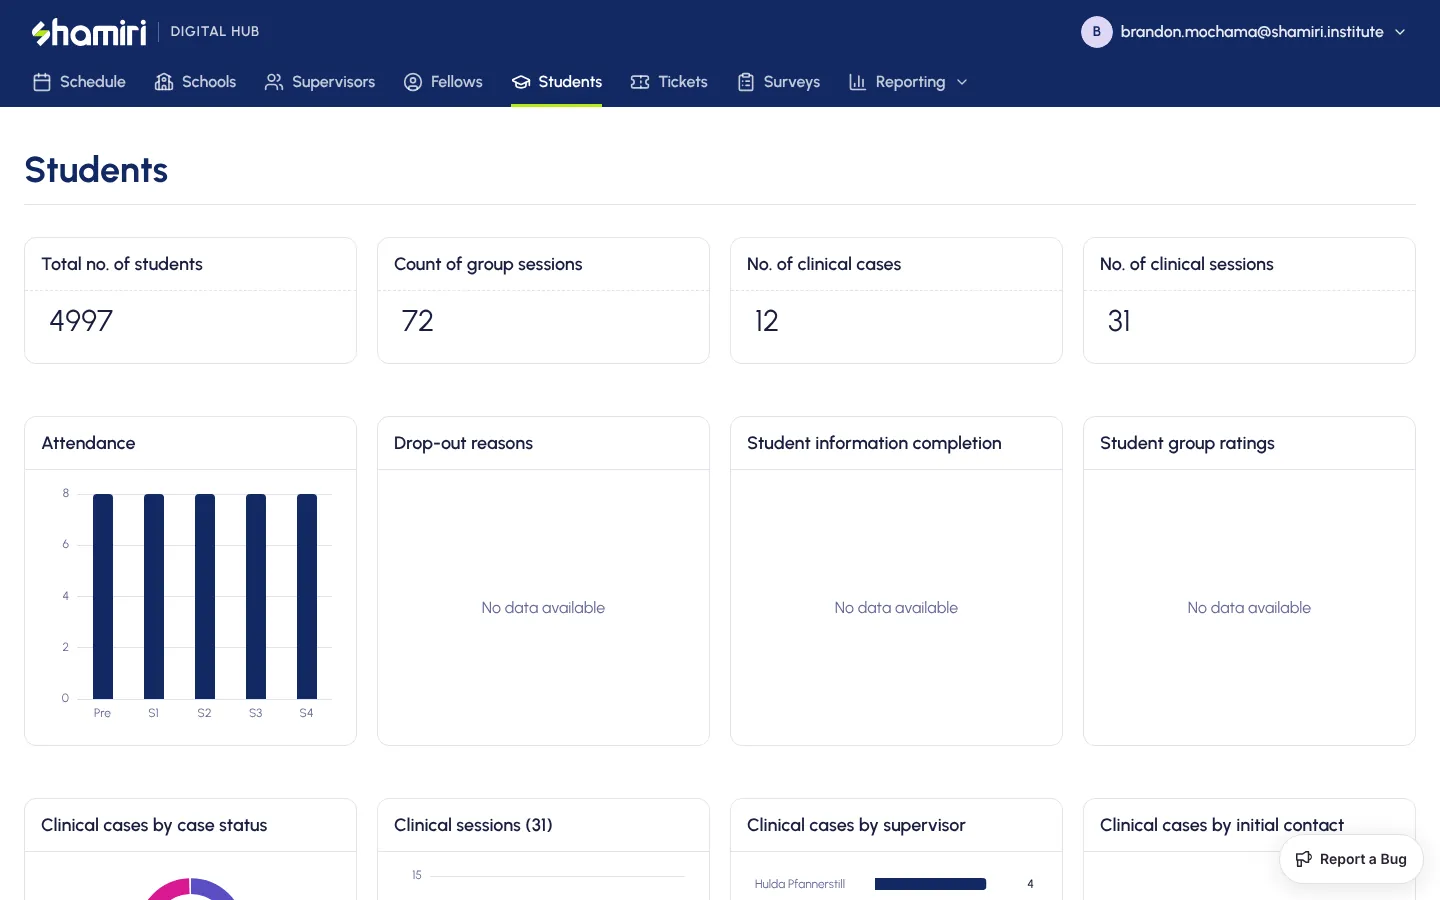 shamiri
DIGITAL HUB
B
brandon.mochama@shamiri.institute
Schedule
Schools
Supervisors
Fellows
Students
Tickets
Surveys
Reporting
Students
Total no. of students
4997
Count of group sessions
72
No. of clinical cases
12
No. of clinical sessions
31
Attendance
8
6
4
2
0
Pre
S1
S2
S3
S4
Drop-out reasons
No data available
Student information completion
No data available
Student group ratings
No data available
Clinical cases by case status
Clinical sessions (31)
15
Clinical cases by supervisor
Hulda Pfannerstill
4
Clinical cases by initial contact
Report a Bug